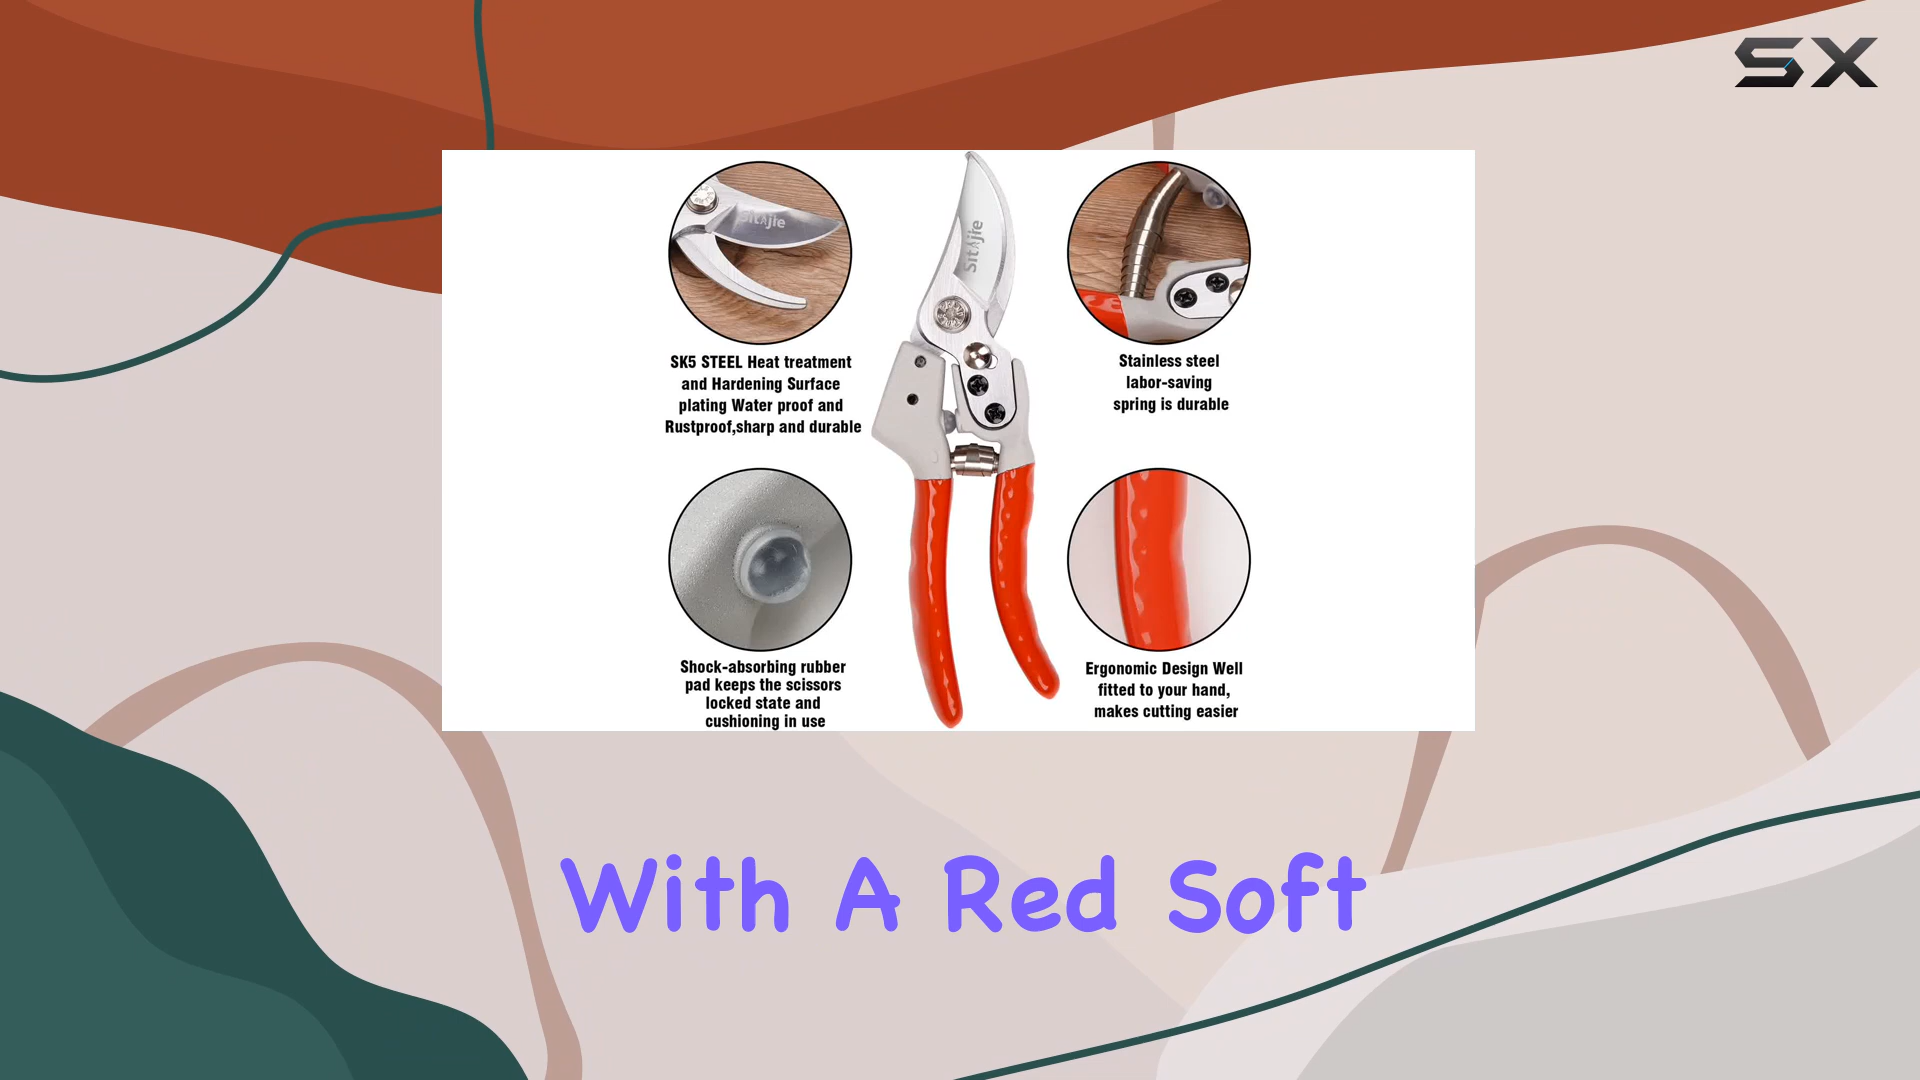 SX
SitAjie
SitAjie
SK5 STEEL Heat treatment
and Hardening Surface
plating Water proof and
Rustproof,sharp and durable
Stainless steel
labor-saving
spring is durable
Shock-absorbing rubber
pad keeps the scissors
locked state and
cushioning in use
Ergonomic Design Well
fitted to your hand,
makes cutting easier
With A Red Soft